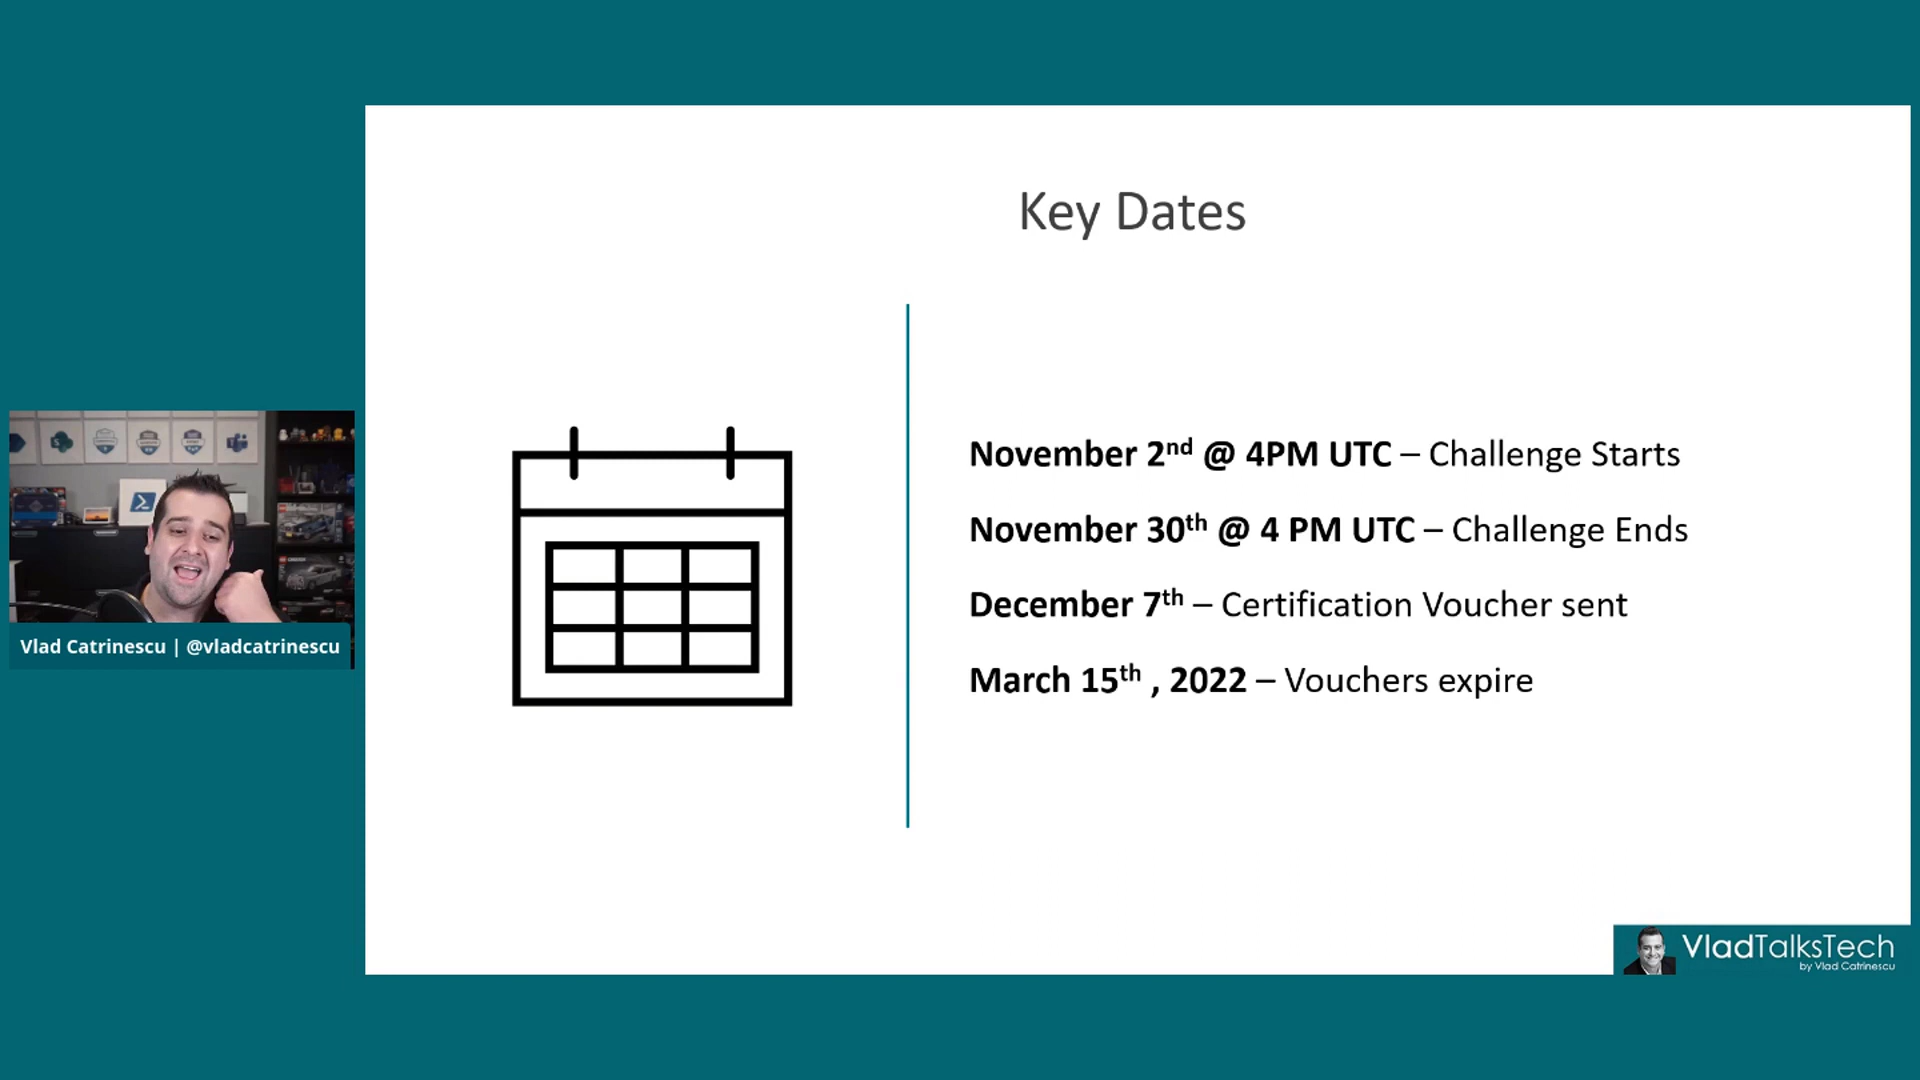 Key Dates
November 2nd @ 4PM UTC – Challenge Starts
November 30th @ 4 PM UTC – Challenge Ends
December 7th – Certification Voucher sent
March 15th , 2022 – Vouchers expire
Vlad Catrinescu | @vladcatrinescu
VladTalksTech
by Vlad Catrinescu